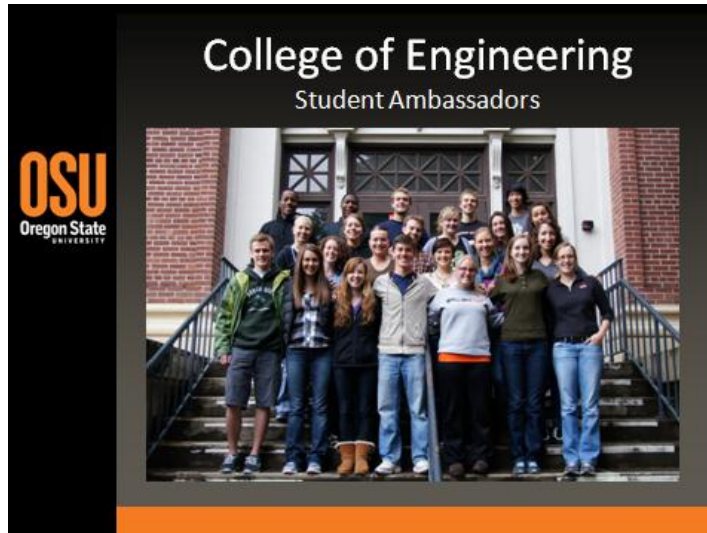 College of Engineering
Student Ambassadors
OSU
Oregon State
UNIVERSITY